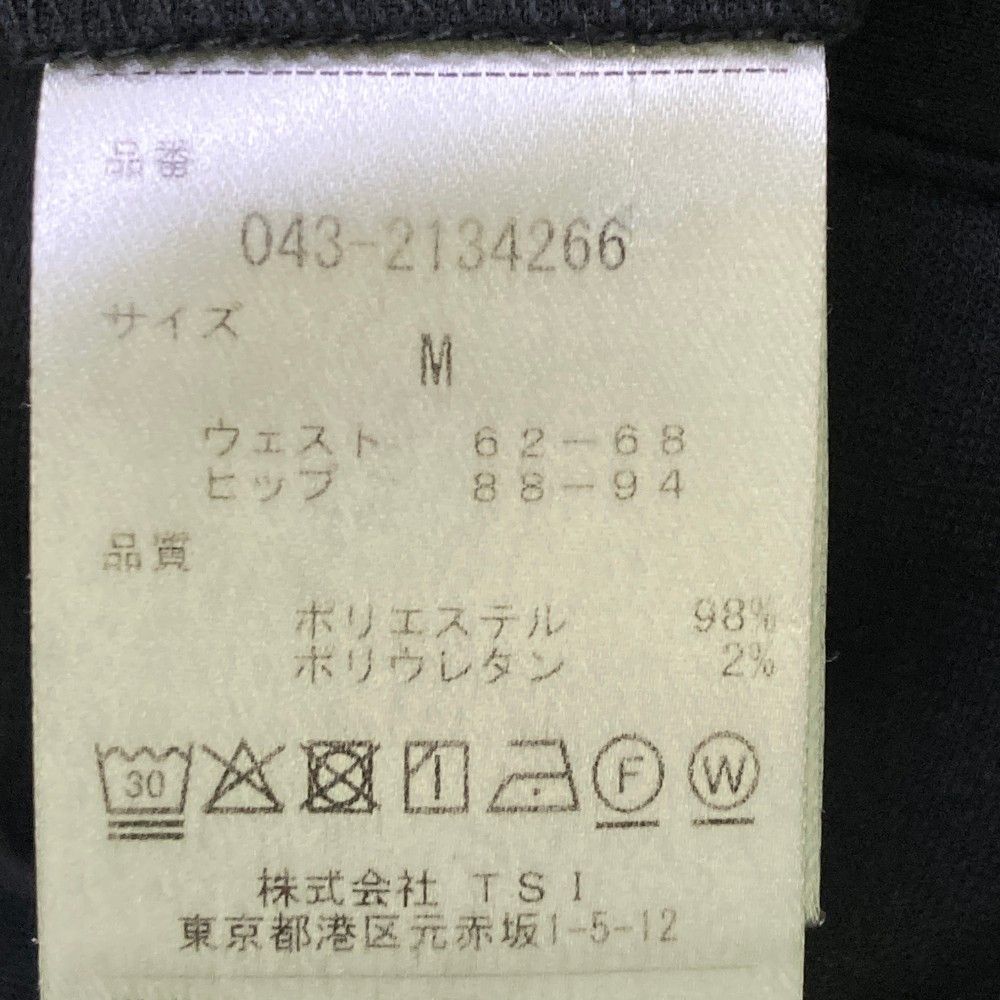 品番
043-2134266
サイズ
M
ウェスト 62-68
ヒップ 88-94
品質
ポリエステル 98%
ポリウレタン 2%
30 F W
株式会社 TSI
東京都港区元赤坂1-5-12